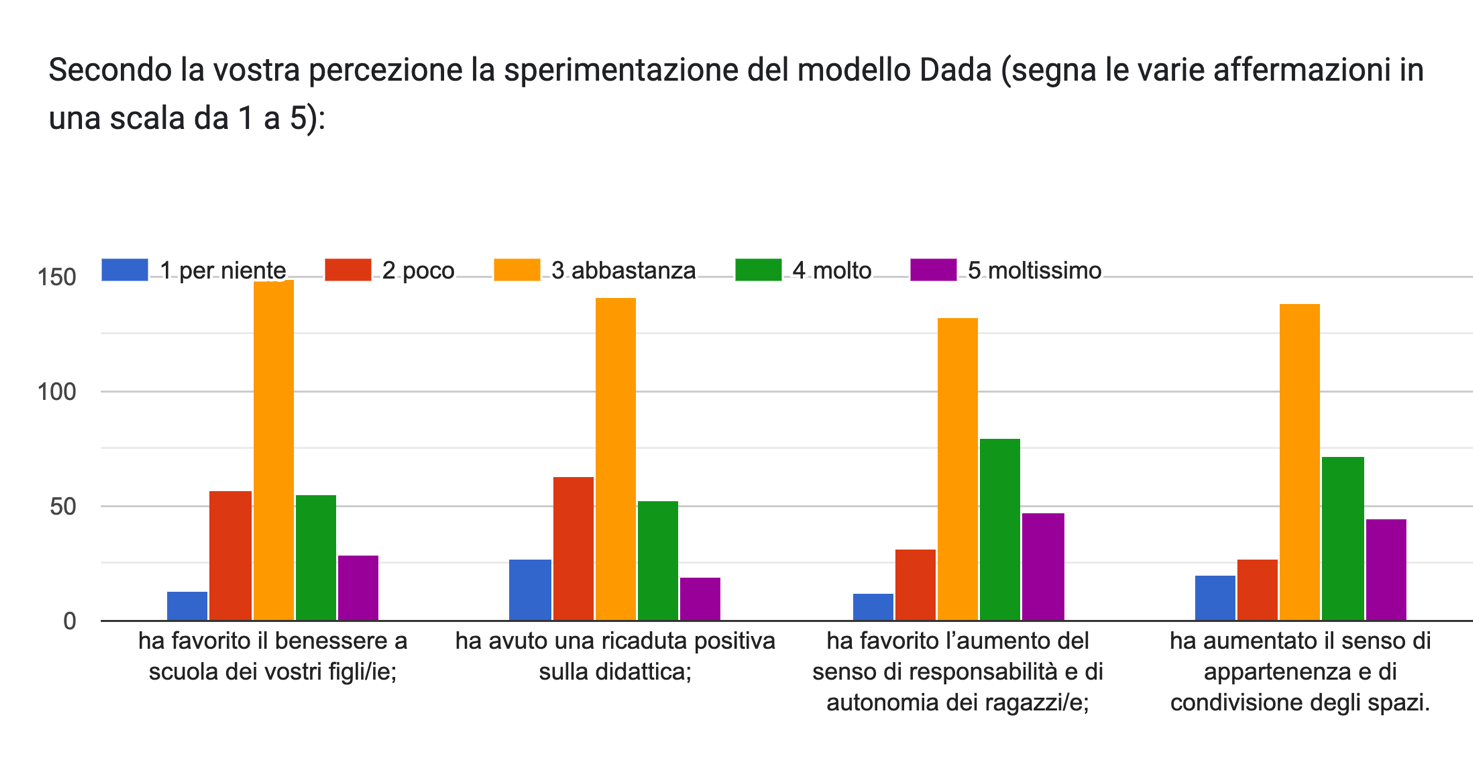 Secondo la vostra percezione la sperimentazione del modello Dada (segna le varie affermazioni in
una scala da 1 a 5):
1 per niente 2 poco 3 abbastanza 4 molto 5 moltissimo
150
100
50
0
ha favorito il benessere a
scuola dei vostri figli/ie;
ha avuto una ricaduta positiva
sulla didattica;
ha favorito l’aumento del
senso di responsabilità e di
autonomia dei ragazzi/e;
ha aumentato il senso di
appartenenza e di
condivisione degli spazi.